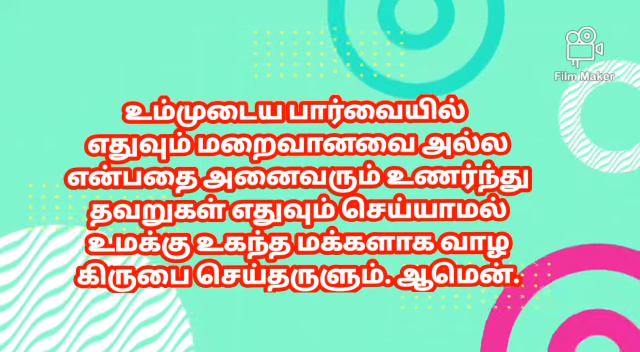 Film Maker
உம்முடைய பார்வையில்
எதுவும் மறைவானவை அல்ல
என்பதை அனைவரும் உணர்ந்து
தவறுகள் எதுவும் செய்யாமல்
உமக்கு உகந்த மக்களாக வாழ
கிருபை செய்தருளும். ஆமென்.